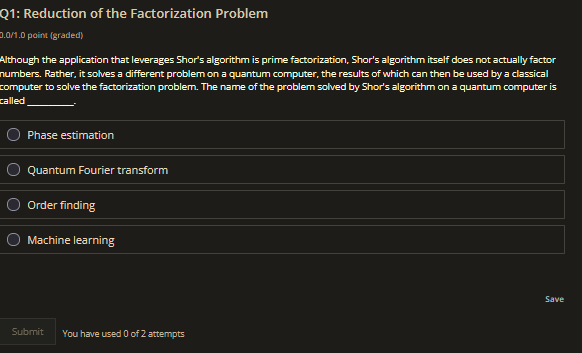 Q1: Reduction of the Factorization Problem
0.0/1.0 point (graded)
Although the application that leverages Shor's algorithm is prime factorization, Shor's algorithm itself does not actually factor
numbers. Rather, it solves a different problem on a quantum computer, the results of which can then be used by a classical
computer to solve the factorization problem. The name of the problem solved by Shor's algorithm on a quantum computer is
called __________.
Phase estimation
Quantum Fourier transform
Order finding
Machine learning
Save
Submit You have used 0 of 2 attempts